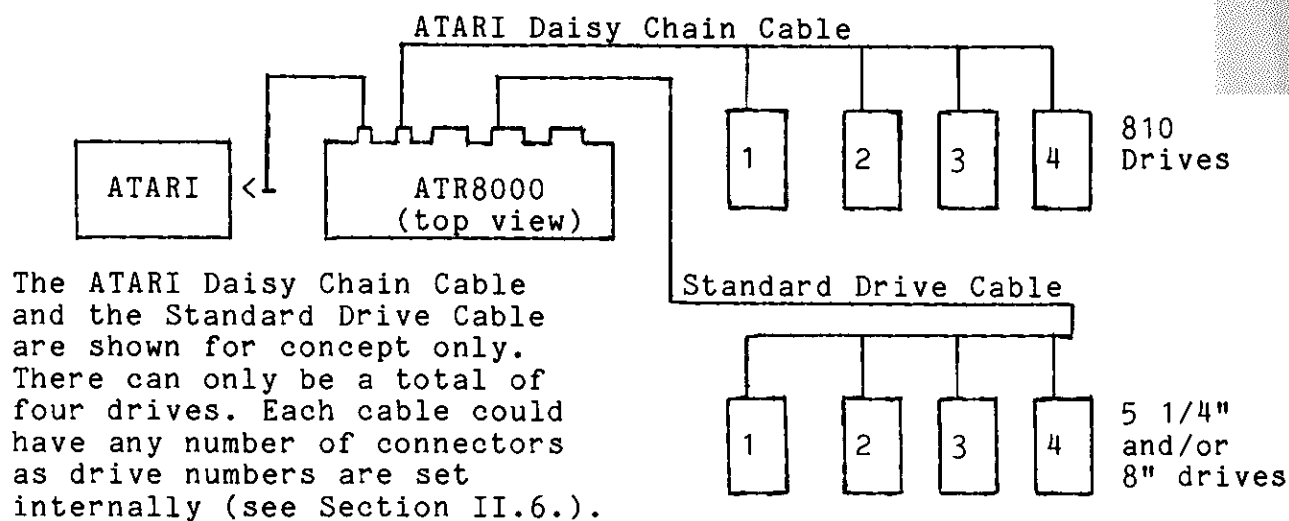 ATARI Daisy Chain Cable
1 2 3 4
810
Drives
ATARI <
ATR8000
(top view)
The ATARI Daisy Chain Cable
and the Standard Drive Cable
are shown for concept only.
There can only be a total of
four drives. Each cable could
have any number of connectors
as drive numbers are set
internally (see Section II.6.).
Standard Drive Cable
1 2 3 4
5 1/4"
and/or
8" drives